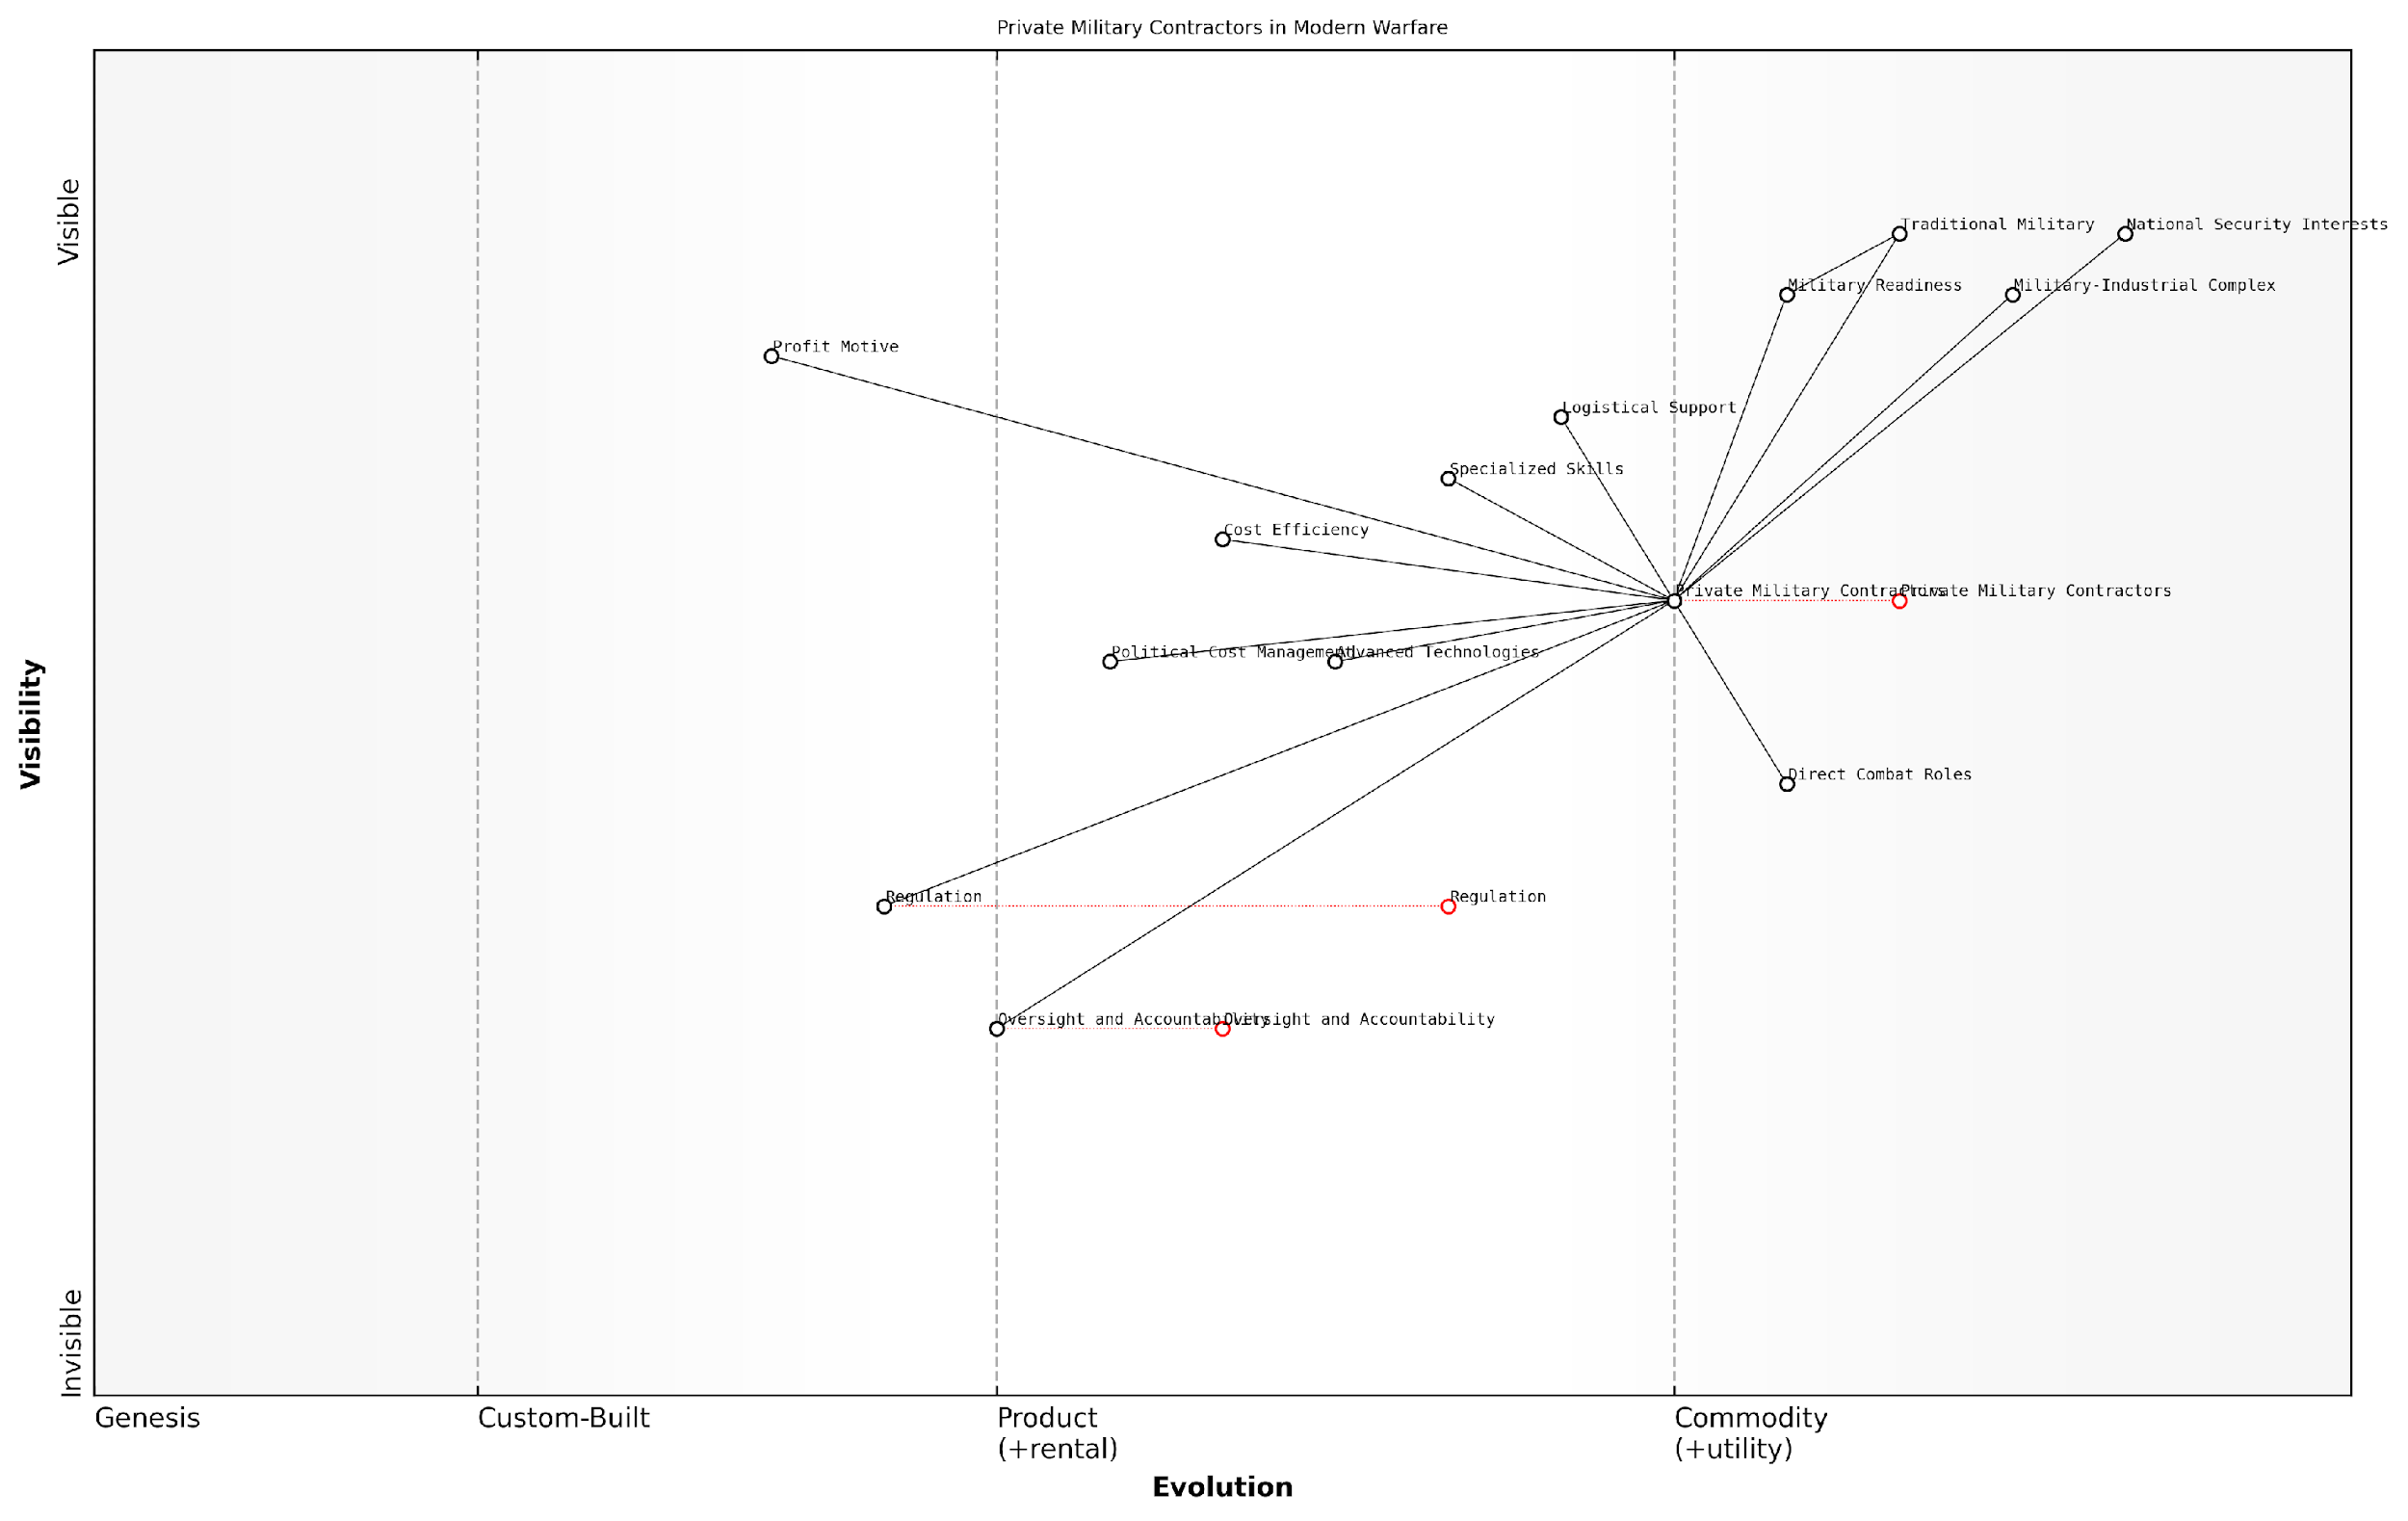 Private Military Contractors in Modern Warfare
Visible
Traditional Military
National Security Interests
Military Readiness
Military-Industrial Complex
Profit Motive
Logistical Support
Specialized Skills
Cost Efficiency
Private Military Contractors
Private Military Contractors
Political Cost Management
Advanced Technologies
Visibility
Direct Combat Roles
Regulation
Regulation
Oversight and Accountability
Oversight and Accountability
Invisible
Genesis
Custom-Built
Product
(+rental)
Commodity
(+utility)
Evolution